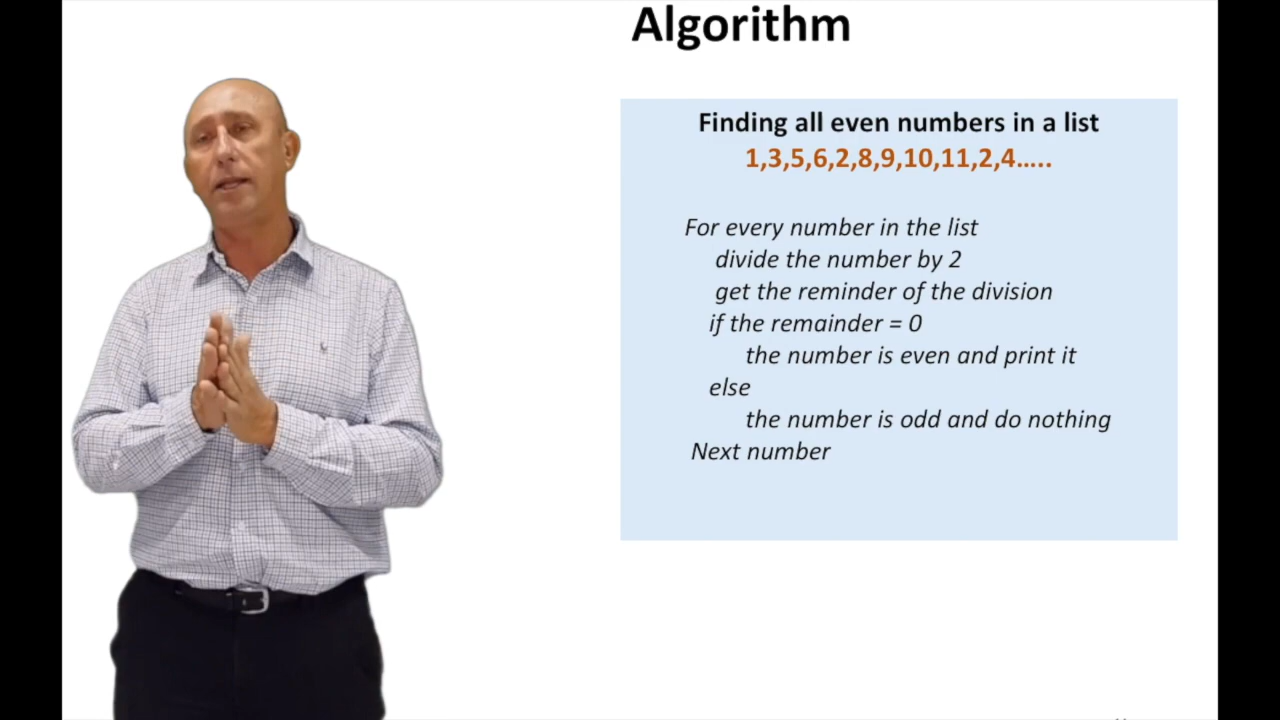 Algorithm
Finding all even numbers in a list
1,3,5,6,2,8,9,10,11,2,4…..
For every number in the list
divide the number by 2
get the reminder of the division
if the remainder = 0
the number is even and print it
else
the number is odd and do nothing
Next number